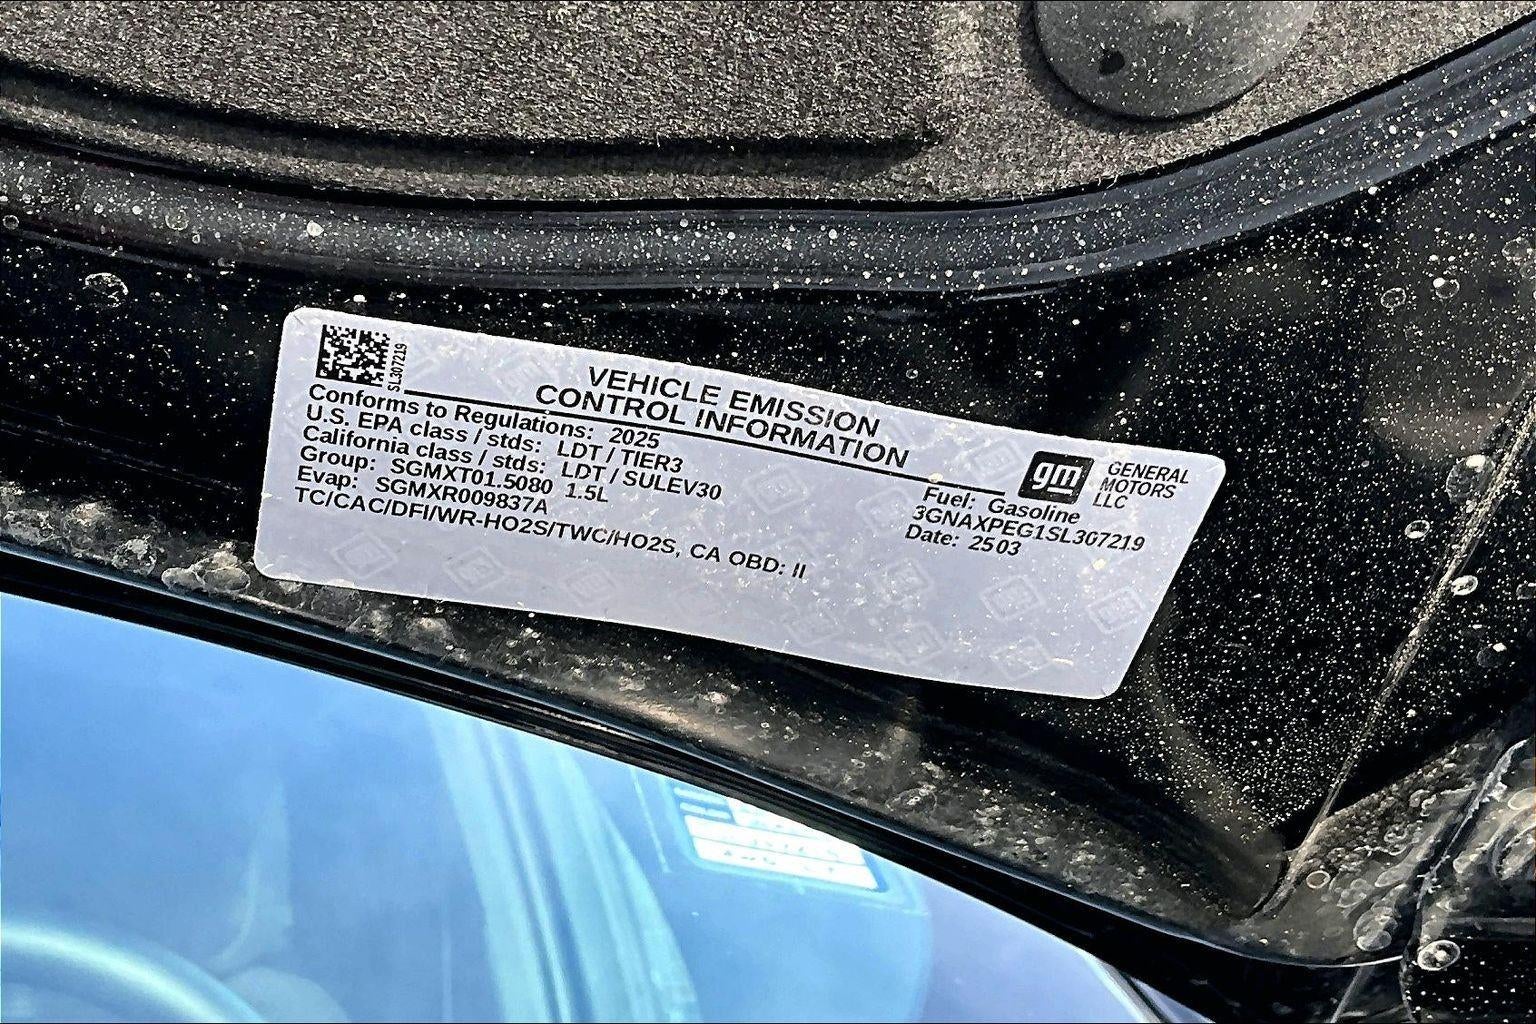 SL307219
VEHICLE EMISSION
CONTROL INFORMATION
Conforms to Regulations: 2025
U.S. EPA class / stds: LDT / TIER3
California class / stds: LDT / SULEV30
Group: SGMXT01.5080 1.5L
Evap: SGMXR009837A
TC/CAC/DFI/WR-HO2S/TWC/HO2S, CA OBD: II
gm
GENERAL
MOTORS
LLC
Fuel: Gasoline
3GNAXPEG1SL307219
Date: 2503